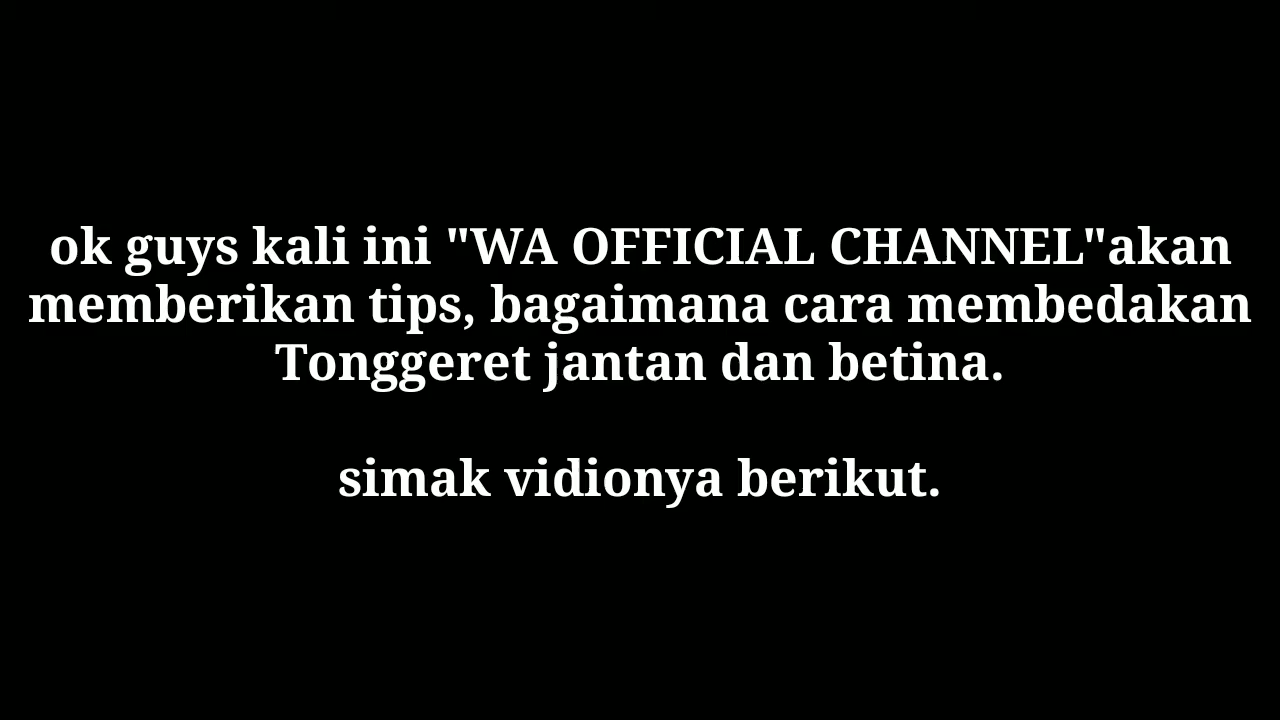 ok guys kali ini "WA OFFICIAL CHANNEL"akan
memberikan tips, bagaimana cara membedakan
Tonggeret jantan dan betina.
simak vidionya berikut.